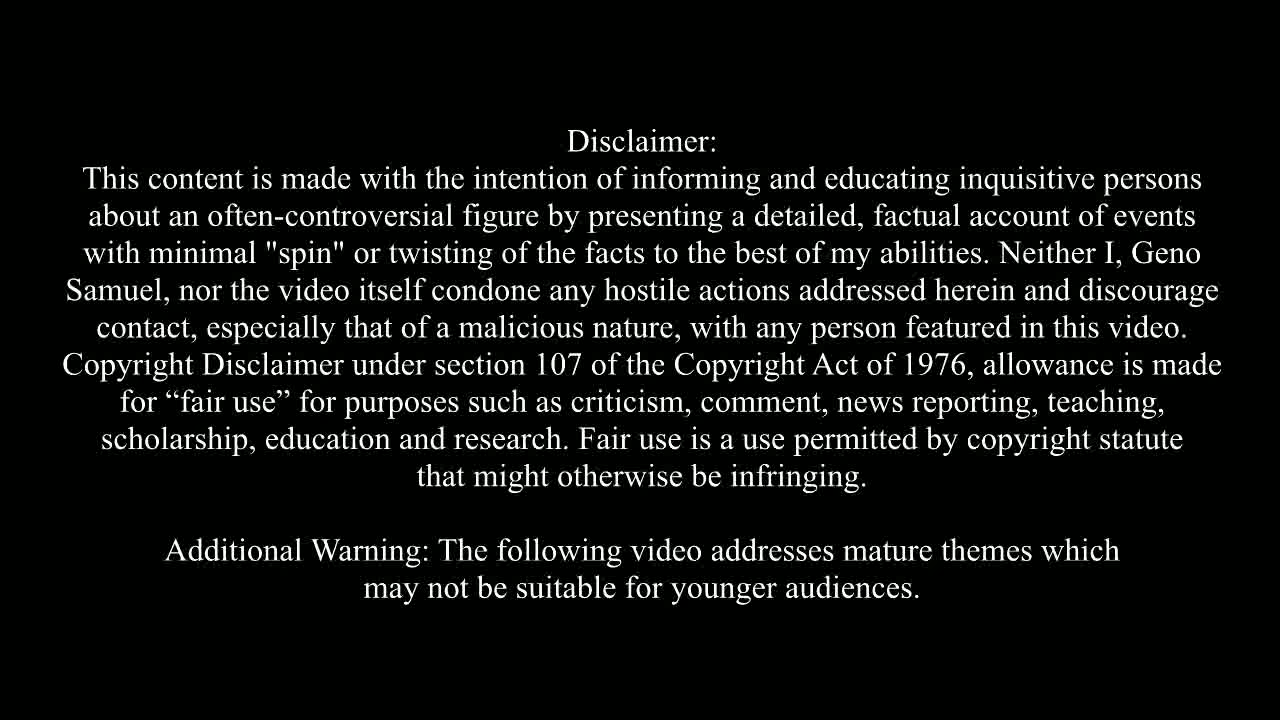 Disclaimer:
This content is made with the intention of informing and educating inquisitive persons
about an often-controversial figure by presenting a detailed, factual account of events
with minimal "spin" or twisting of the facts to the best of my abilities. Neither I, Geno
Samuel, nor the video itself condone any hostile actions addressed herein and discourage
contact, especially that of a malicious nature, with any person featured in this video.
Copyright Disclaimer under section 107 of the Copyright Act of 1976, allowance is made
for “fair use” for purposes such as criticism, comment, news reporting, teaching,
scholarship, education and research. Fair use is a use permitted by copyright statute
that might otherwise be infringing.
Additional Warning: The following video addresses mature themes which
may not be suitable for younger audiences.